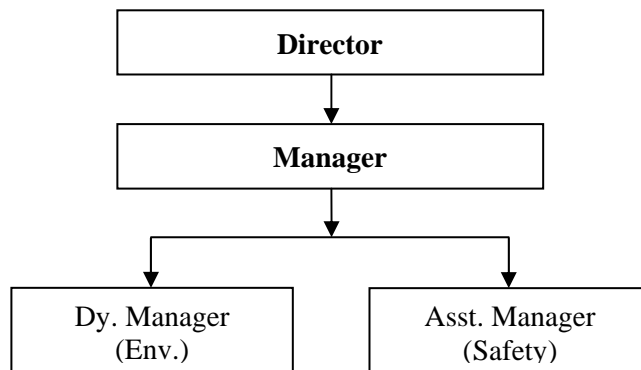 Director
Manager
Dy. Manager
(Env.)
Asst. Manager
(Safety)